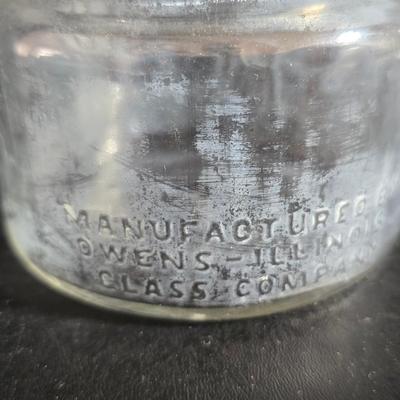 MANUFACTURED B
OWENS-ILLINOIS
GLASS COMPANY